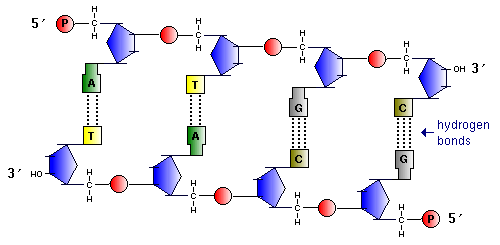 5' P H H H H H H H H OH 3'
A T G C
T A C G
hydrogen
bonds
3' HO H H H H H H H H P 5'